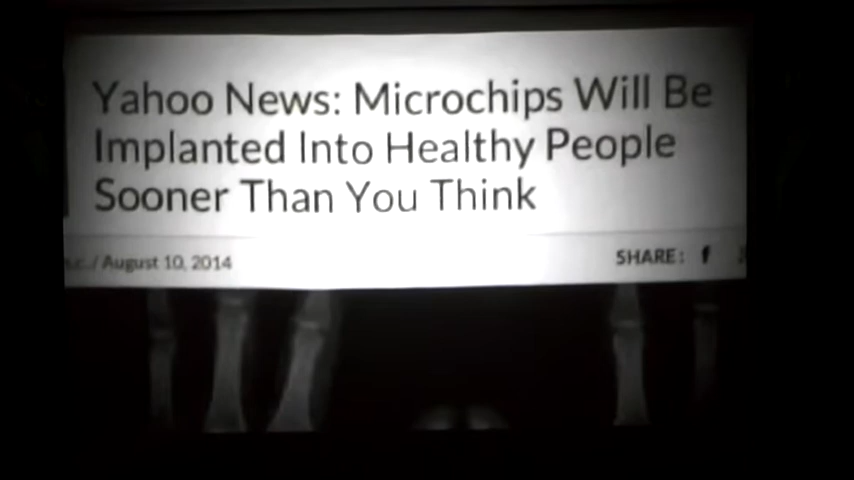 Yahoo News: Microchips Will Be
Implanted Into Healthy People
Sooner Than You Think
/ August 10, 2014
SHARE: